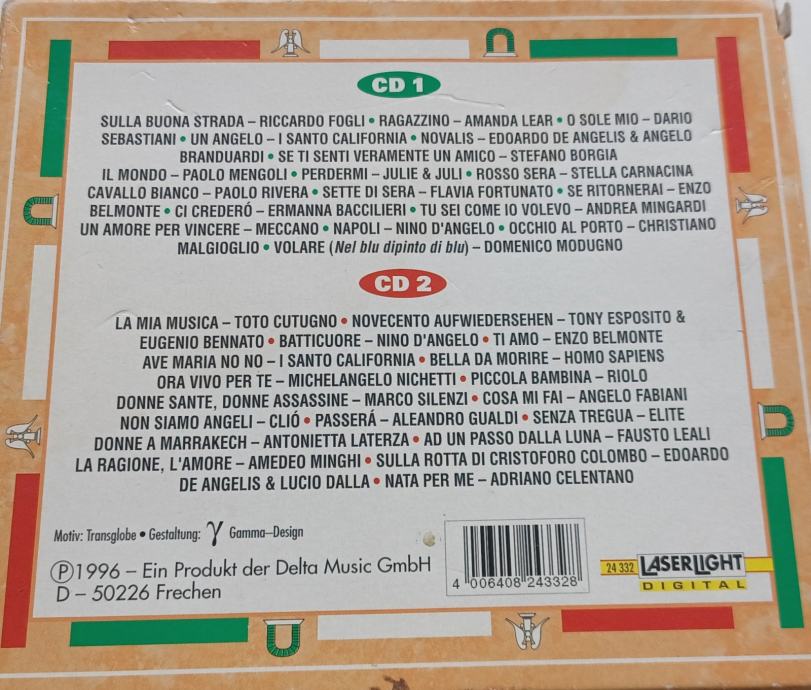 CD 1
SULLA BUONA STRADA – RICCARDO FOGLI • RAGAZZINO – AMANDA LEAR • O SOLE MIO – DARIO
SEBASTIANI • UN ANGELO – I SANTO CALIFORNIA • NOVALIS – EDOARDO DE ANGELIS & ANGELO
BRANDUARDI • SE TI SENTI VERAMENTE UN AMICO – STEFANO BORGIA
IL MONDO – PAOLO MENGOLI • PERDERMI – JULIE & JULI • ROSSO SERA – STELLA CARNACINA
CAVALLO BIANCO – PAOLO RIVERA • SETTE DI SERA – FLAVIA FORTUNATO • SE RITORNERAI – ENZO
BELMONTE • CI CREDERÓ – ERMANNA BACCILIERI • TU SEI COME IO VOLEVO – ANDREA MINGARDI
UN AMORE PER VINCERE – MECCANO • NAPOLI – NINO D'ANGELO • OCCHIO AL PORTO – CHRISTIANO
MALGIOGLIO • VOLARE (Nel blu dipinto di blu) – DOMENICO MODUGNO
CD 2
LA MIA MUSICA – TOTO CUTUGNO • NOVECENTO AUFWIEDERSEHEN – TONY ESPOSITO &
EUGENIO BENNATO • BATTICUORE – NINO D'ANGELO • TI AMO – ENZO BELMONTE
AVE MARIA NO NO – I SANTO CALIFORNIA • BELLA DA MORIRE – HOMO SAPIENS
ORA VIVO PER TE – MICHELANGELO NICHETTI • PICCOLA BAMBINA – RIOLO
DONNE SANTE, DONNE ASSASSINE – MARCO SILENZI • COSA MI FAI – ANGELO FABIANI
NON SIAMO ANGELI – CLIÓ • PASSERÁ – ALEANDRO GUALDI • SENZA TREGUA – ELITE
DONNE A MARRAKECH – ANTONIETTA LATERZA • AD UN PASSO DALLA LUNA – FAUSTO LEALI
LA RAGIONE, L'AMORE – AMEDEO MINGHI • SULLA ROTTA DI CRISTOFORO COLOMBO – EDOARDO
DE ANGELIS & LUCIO DALLA • NATA PER ME – ADRIANO CELENTANO
Motiv: Transglobe • Gestaltung: γ Gamma–Design
Ⓟ1996 – Ein Produkt der Delta Music GmbH
D – 50226 Frechen
4 006408 243328
24 332 LASERLIGHT
DIGITAL